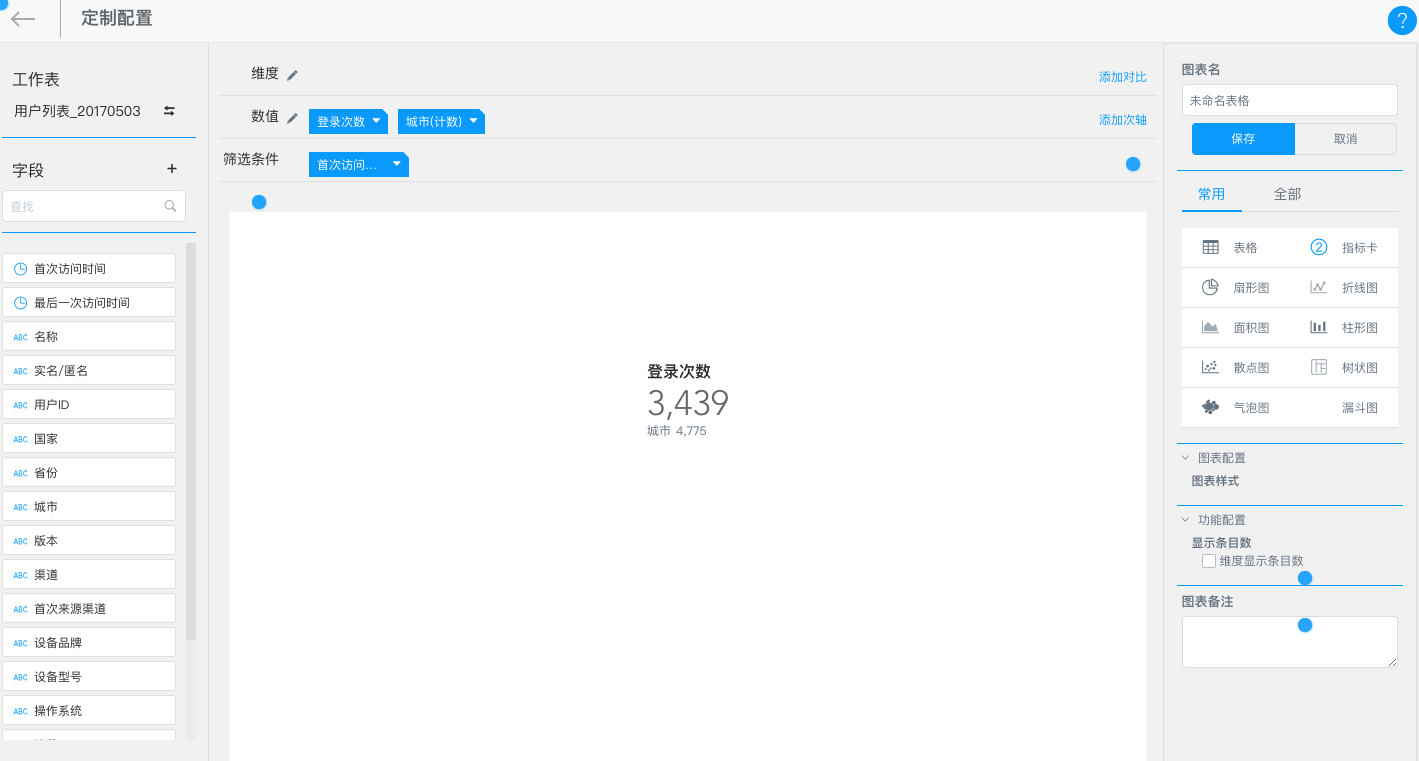 定制配置
?
工作表
用户列表_20170503
字段
+
查找
首次访问时间
最后一次访问时间
ABC 名称
ABC 实名/匿名
ABC 用户ID
ABC 国家
ABC 省份
ABC 城市
ABC 版本
ABC 渠道
ABC 首次来源渠道
ABC 设备品牌
ABC 设备型号
ABC 操作系统
维度
添加对比
数值 登录次数 城市(计数)
添加次轴
筛选条件 首次访问...
登录次数
3,439
城市 4,775
图表名
未命名表格
保存 取消
常用 全部
表格 2 指标卡
扇形图 折线图
面积图 柱形图
散点图 树状图
气泡图 漏斗图
图表配置
图表样式
功能配置
显示条目数
维度显示条目数
图表备注